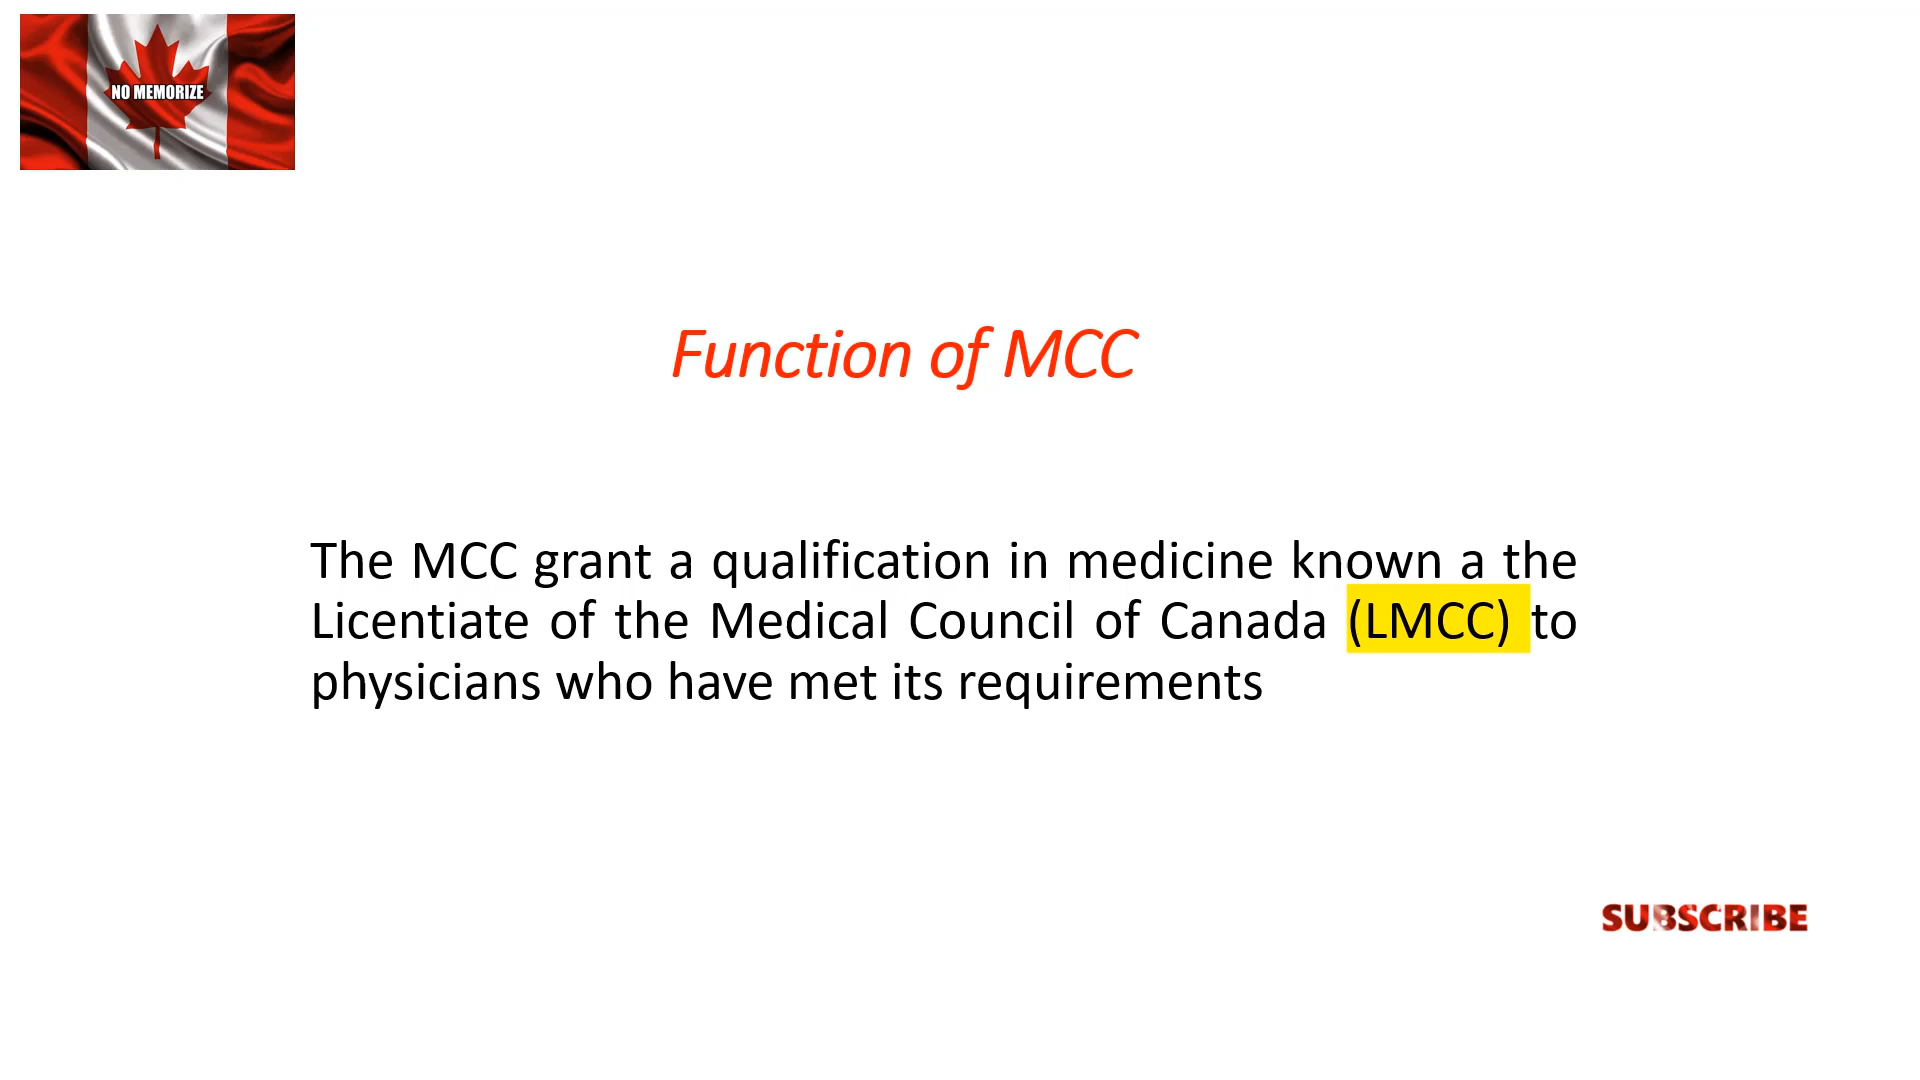 NO MEMORIZE
Function of MCC
The MCC grant a qualification in medicine known a the
Licentiate of the Medical Council of Canada (LMCC) to
physicians who have met its requirements
SUBSCRIBE